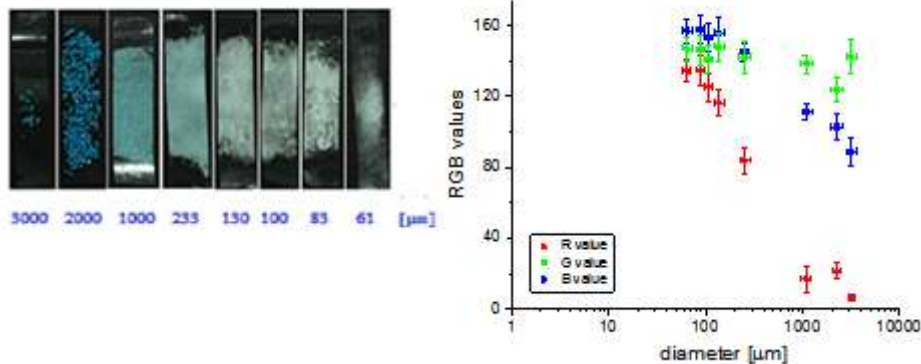 3000 2000 1000 233 130 100 83 61 [μm]
RGB values
160
120
80
40
0
R value
G value
B value
1 10 100 1000 10000
diameter [μm]